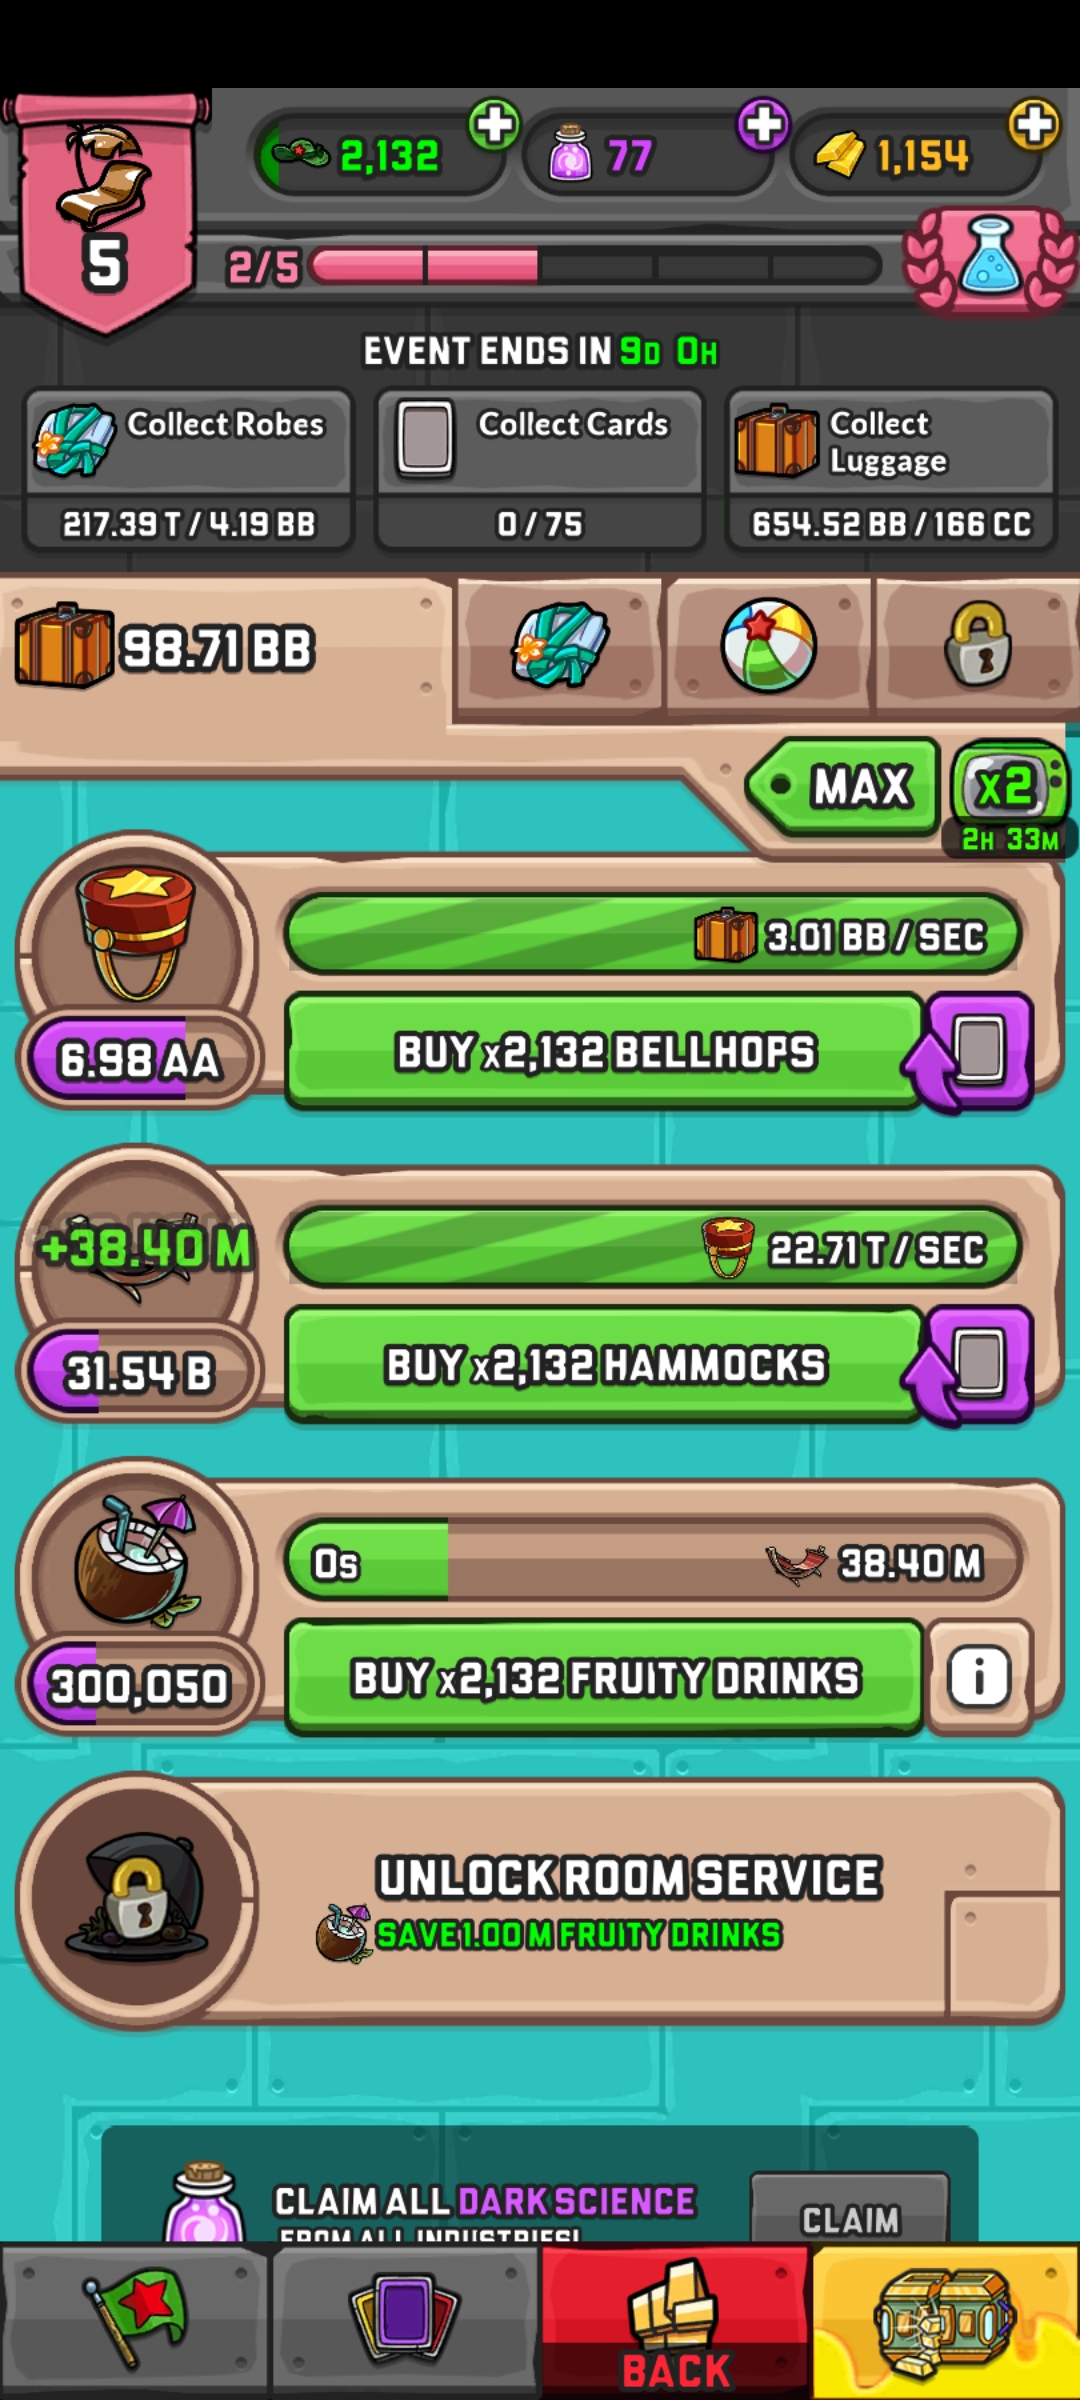 2,132
77
1,154
5
2/5
EVENT ENDS IN 9D 0H
Collect Robes
217.39 T / 4.19 BB
Collect Cards
0 / 75
Collect
Luggage
654.52 BB / 166 CC
98.71 BB
MAX
x2
2H 33M
3.01 BB / SEC
6.98 AA
BUY x2,132 BELLHOPS
+38.40 M
22.71 T / SEC
31.54 B
BUY x2,132 HAMMOCKS
0s
38.40 M
300,050
BUY x2,132 FRUITY DRINKS
i
UNLOCK ROOM SERVICE
SAVE 1.00 M FRUITY DRINKS
CLAIM ALL DARK SCIENCE
FROM ALL INDUSTRIES!
CLAIM
BACK